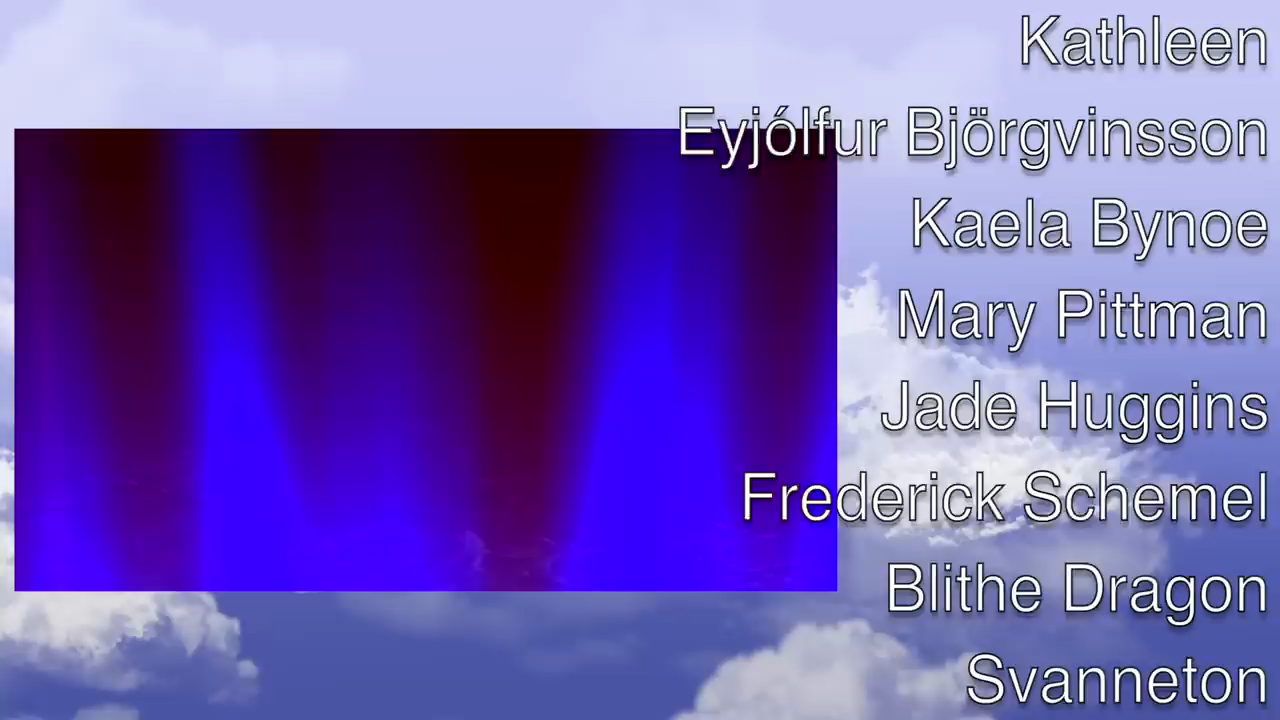 Kathleen
Eyjólfur Björgvinsson
Kaela Bynoe
Mary Pittman
Jade Huggins
Frederick Schemel
Blithe Dragon
Svanneton